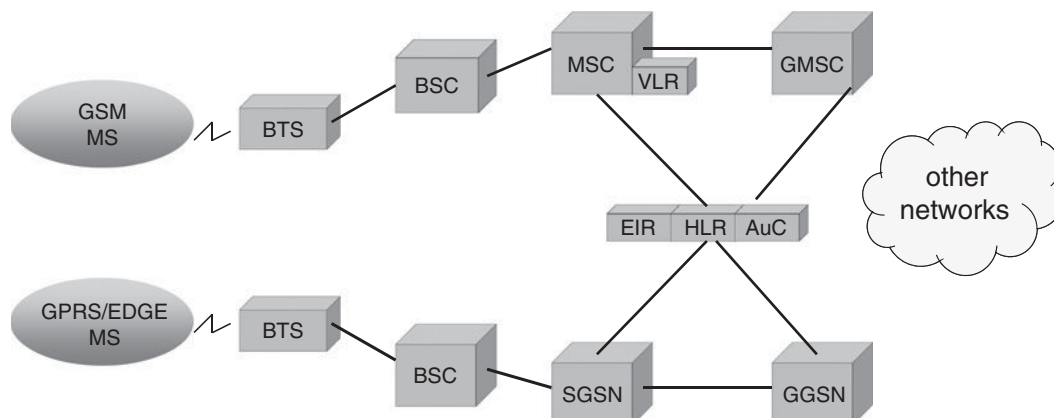 GSM
MS
BTS
BSC
MSC
VLR
GMSC
other
networks
EIR
HLR
AuC
GPRS/EDGE
MS
BTS
BSC
SGSN
GGSN